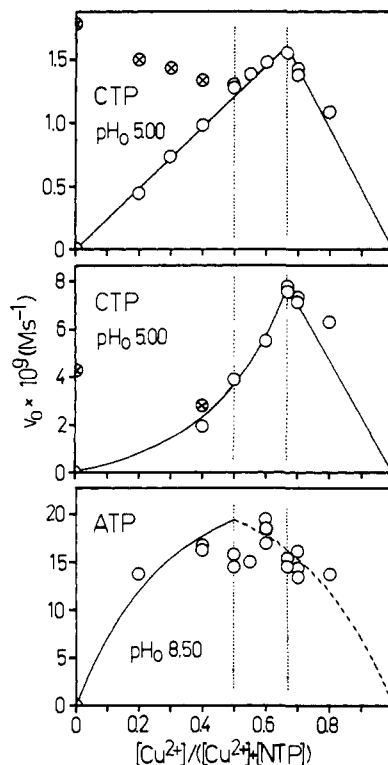 1.5
1.0
0.5
0
CTP
pH₀ 5.00
8
6
4
2
0
CTP
pH₀ 5.00
20
15
10
5
0
ATP
pH₀ 8.50
v₀ × 10⁹ (Ms⁻¹)
0 0.2 0.4 0.6 0.8
[Cu²⁺]/([Cu²⁺]+[NTP])